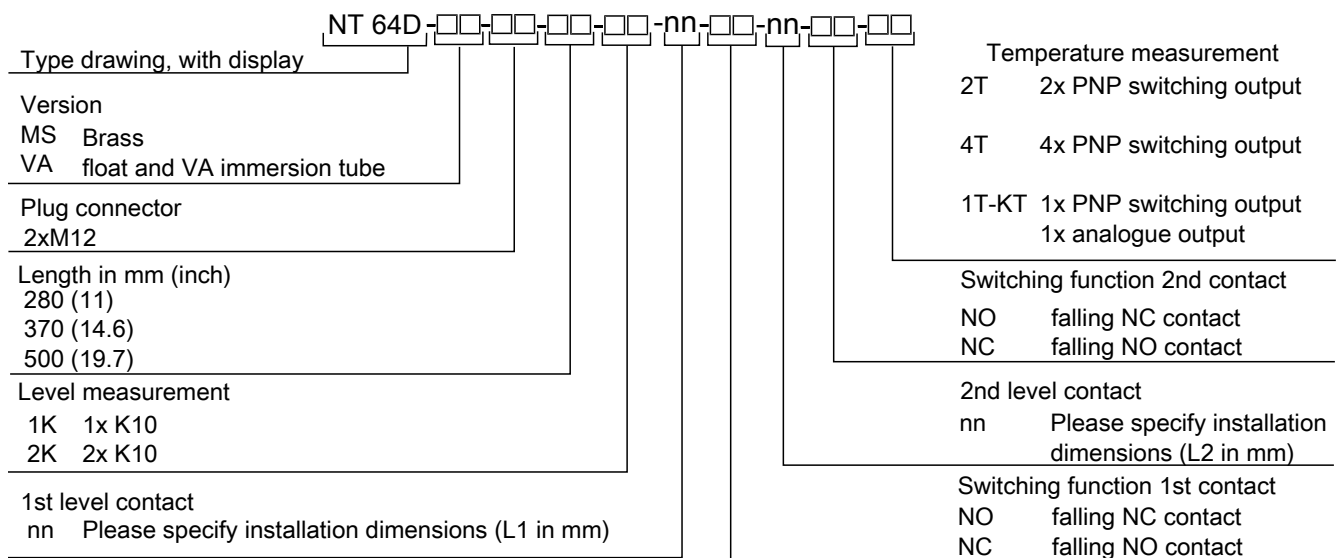 NT 64D-□□-□□-□□-□□-nn-□□-nn-□□-□□
Type drawing, with display
Version
MS Brass
VA float and VA immersion tube
Plug connector
2xM12
Length in mm (inch)
280 (11)
370 (14.6)
500 (19.7)
Level measurement
1K 1x K10
2K 2x K10
1st level contact
nn Please specify installation dimensions (L1 in mm)
Temperature measurement
2T 2x PNP switching output
4T 4x PNP switching output
1T-KT 1x PNP switching output
1x analogue output
Switching function 2nd contact
NO falling NC contact
NC falling NO contact
2nd level contact
nn Please specify installation
dimensions (L2 in mm)
Switching function 1st contact
NO falling NC contact
NC falling NO contact